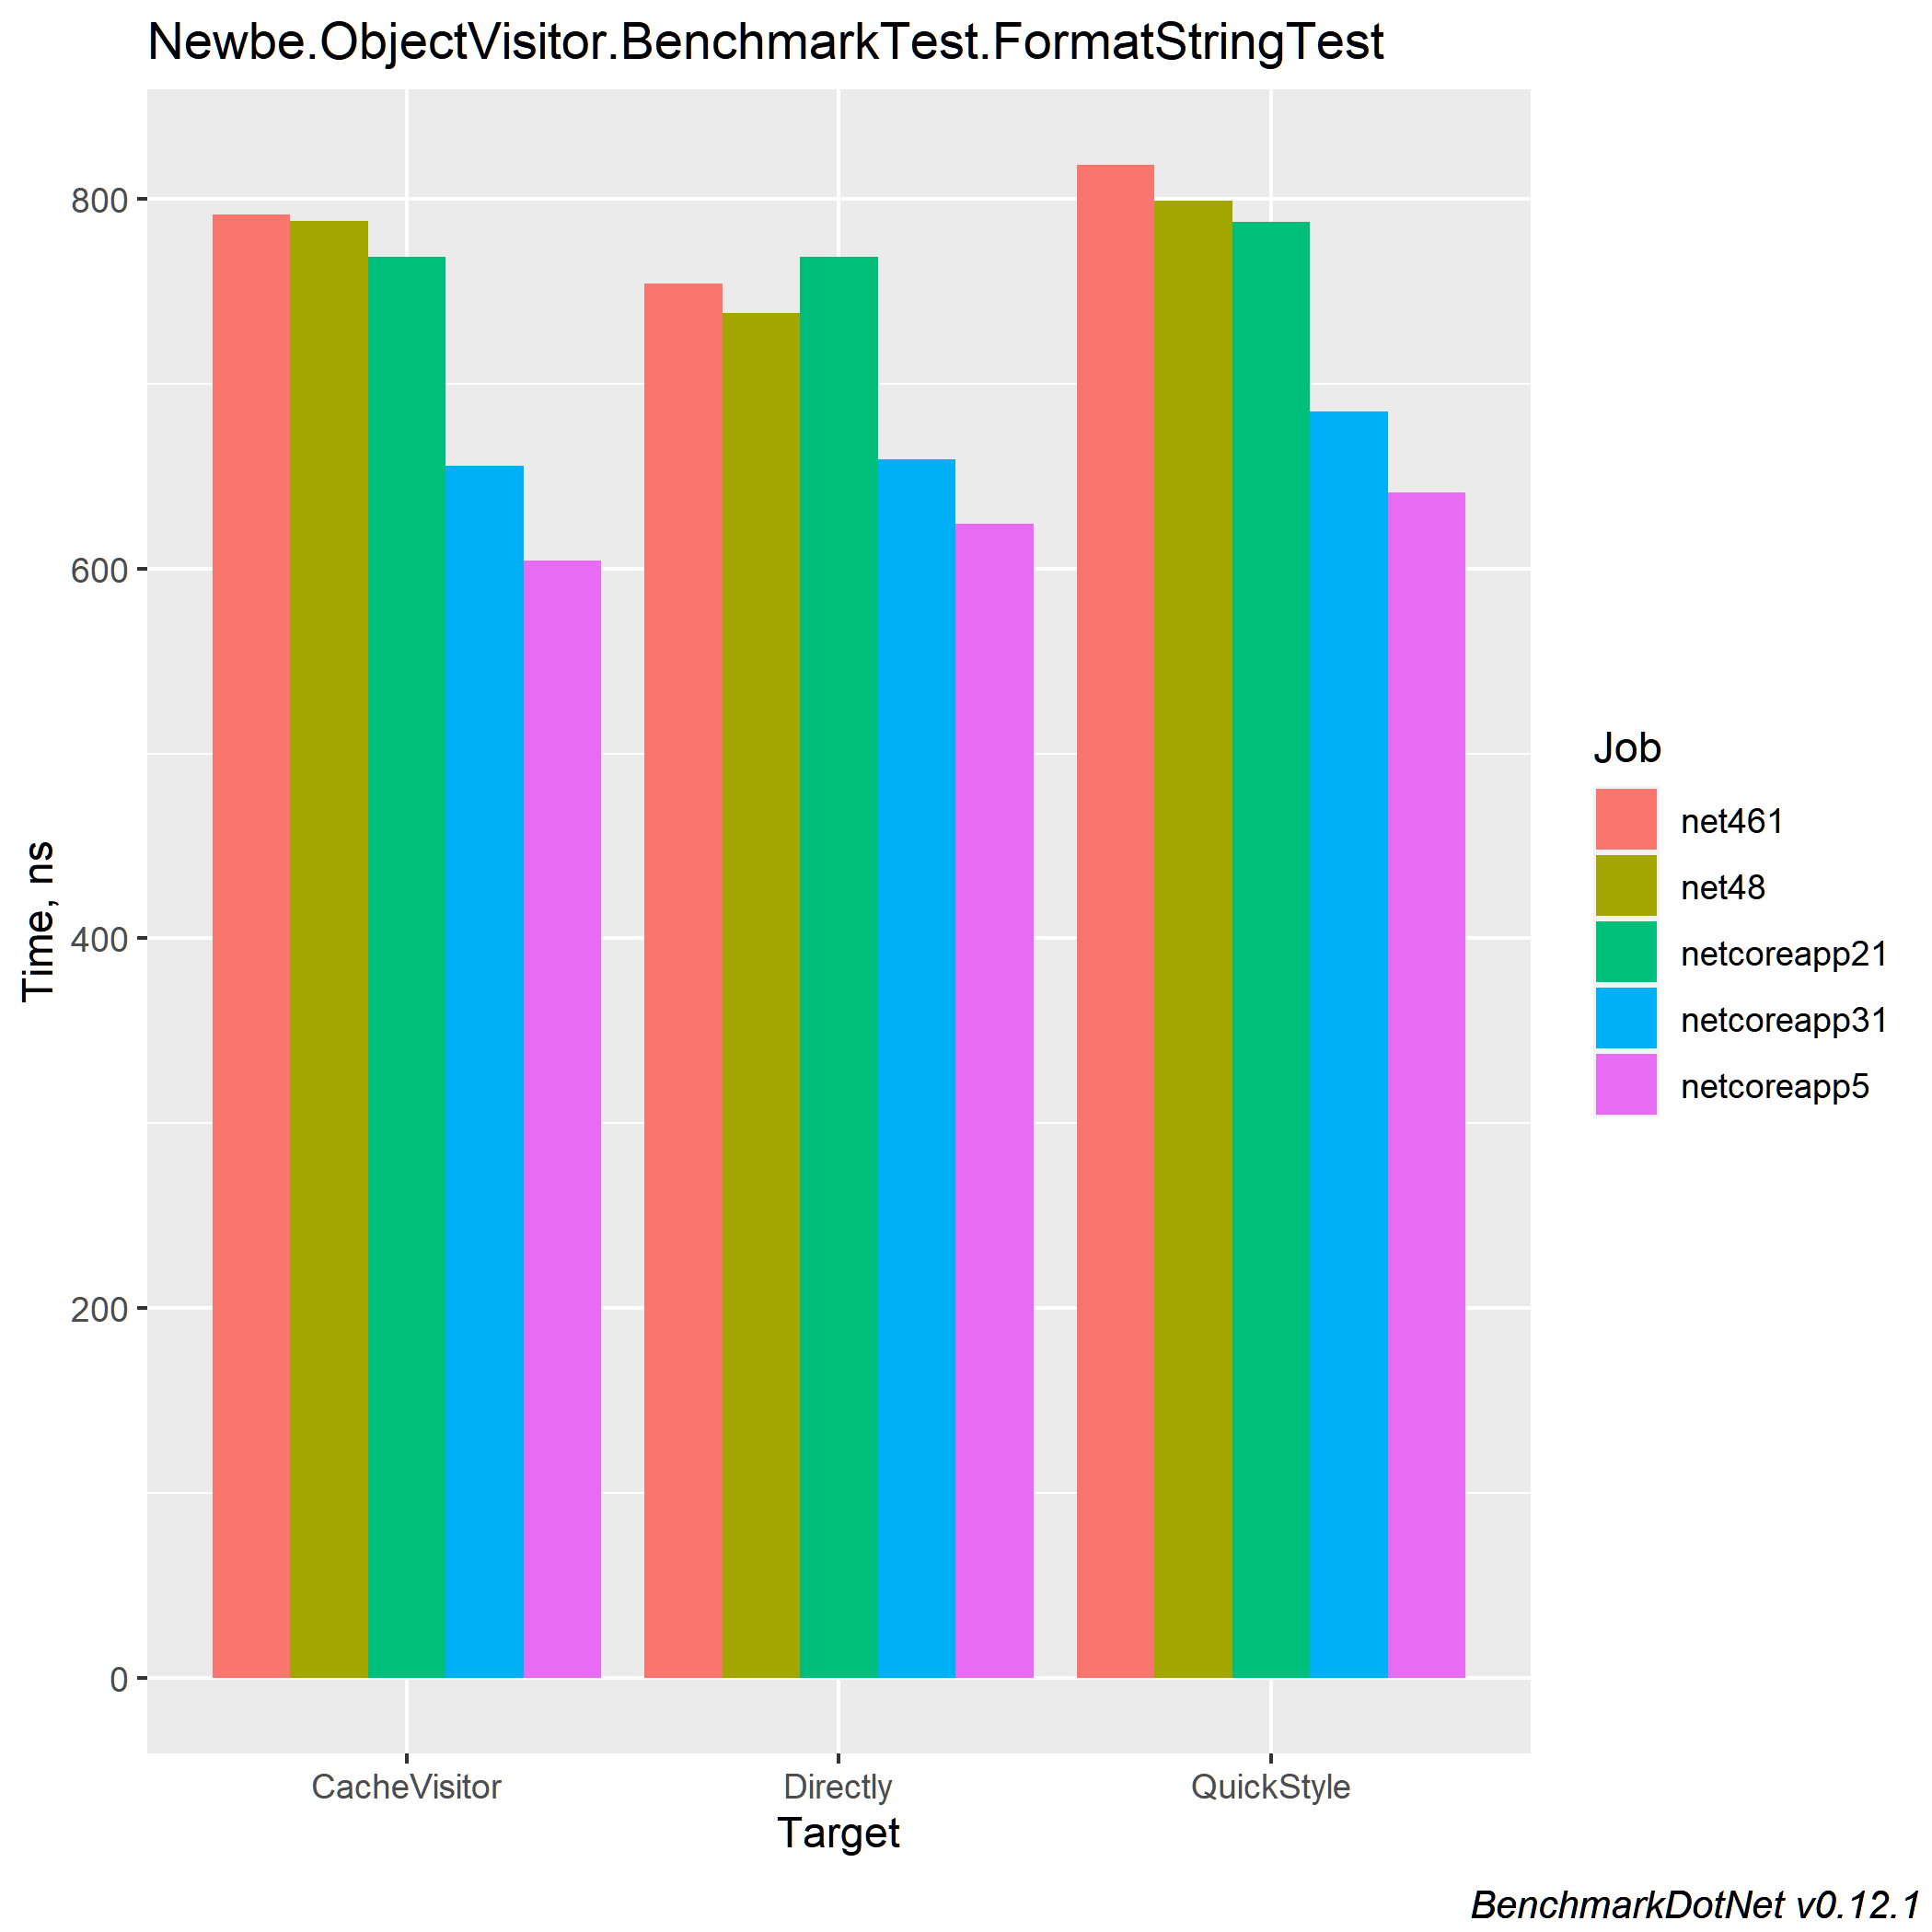 Newbe.ObjectVisitor.BenchmarkTest.FormatStringTest
Time, ns
800
600
400
200
0
CacheVisitor
Directly
QuickStyle
Target
Job
net461
net48
netcoreapp21
netcoreapp31
netcoreapp5
BenchmarkDotNet v0.12.1